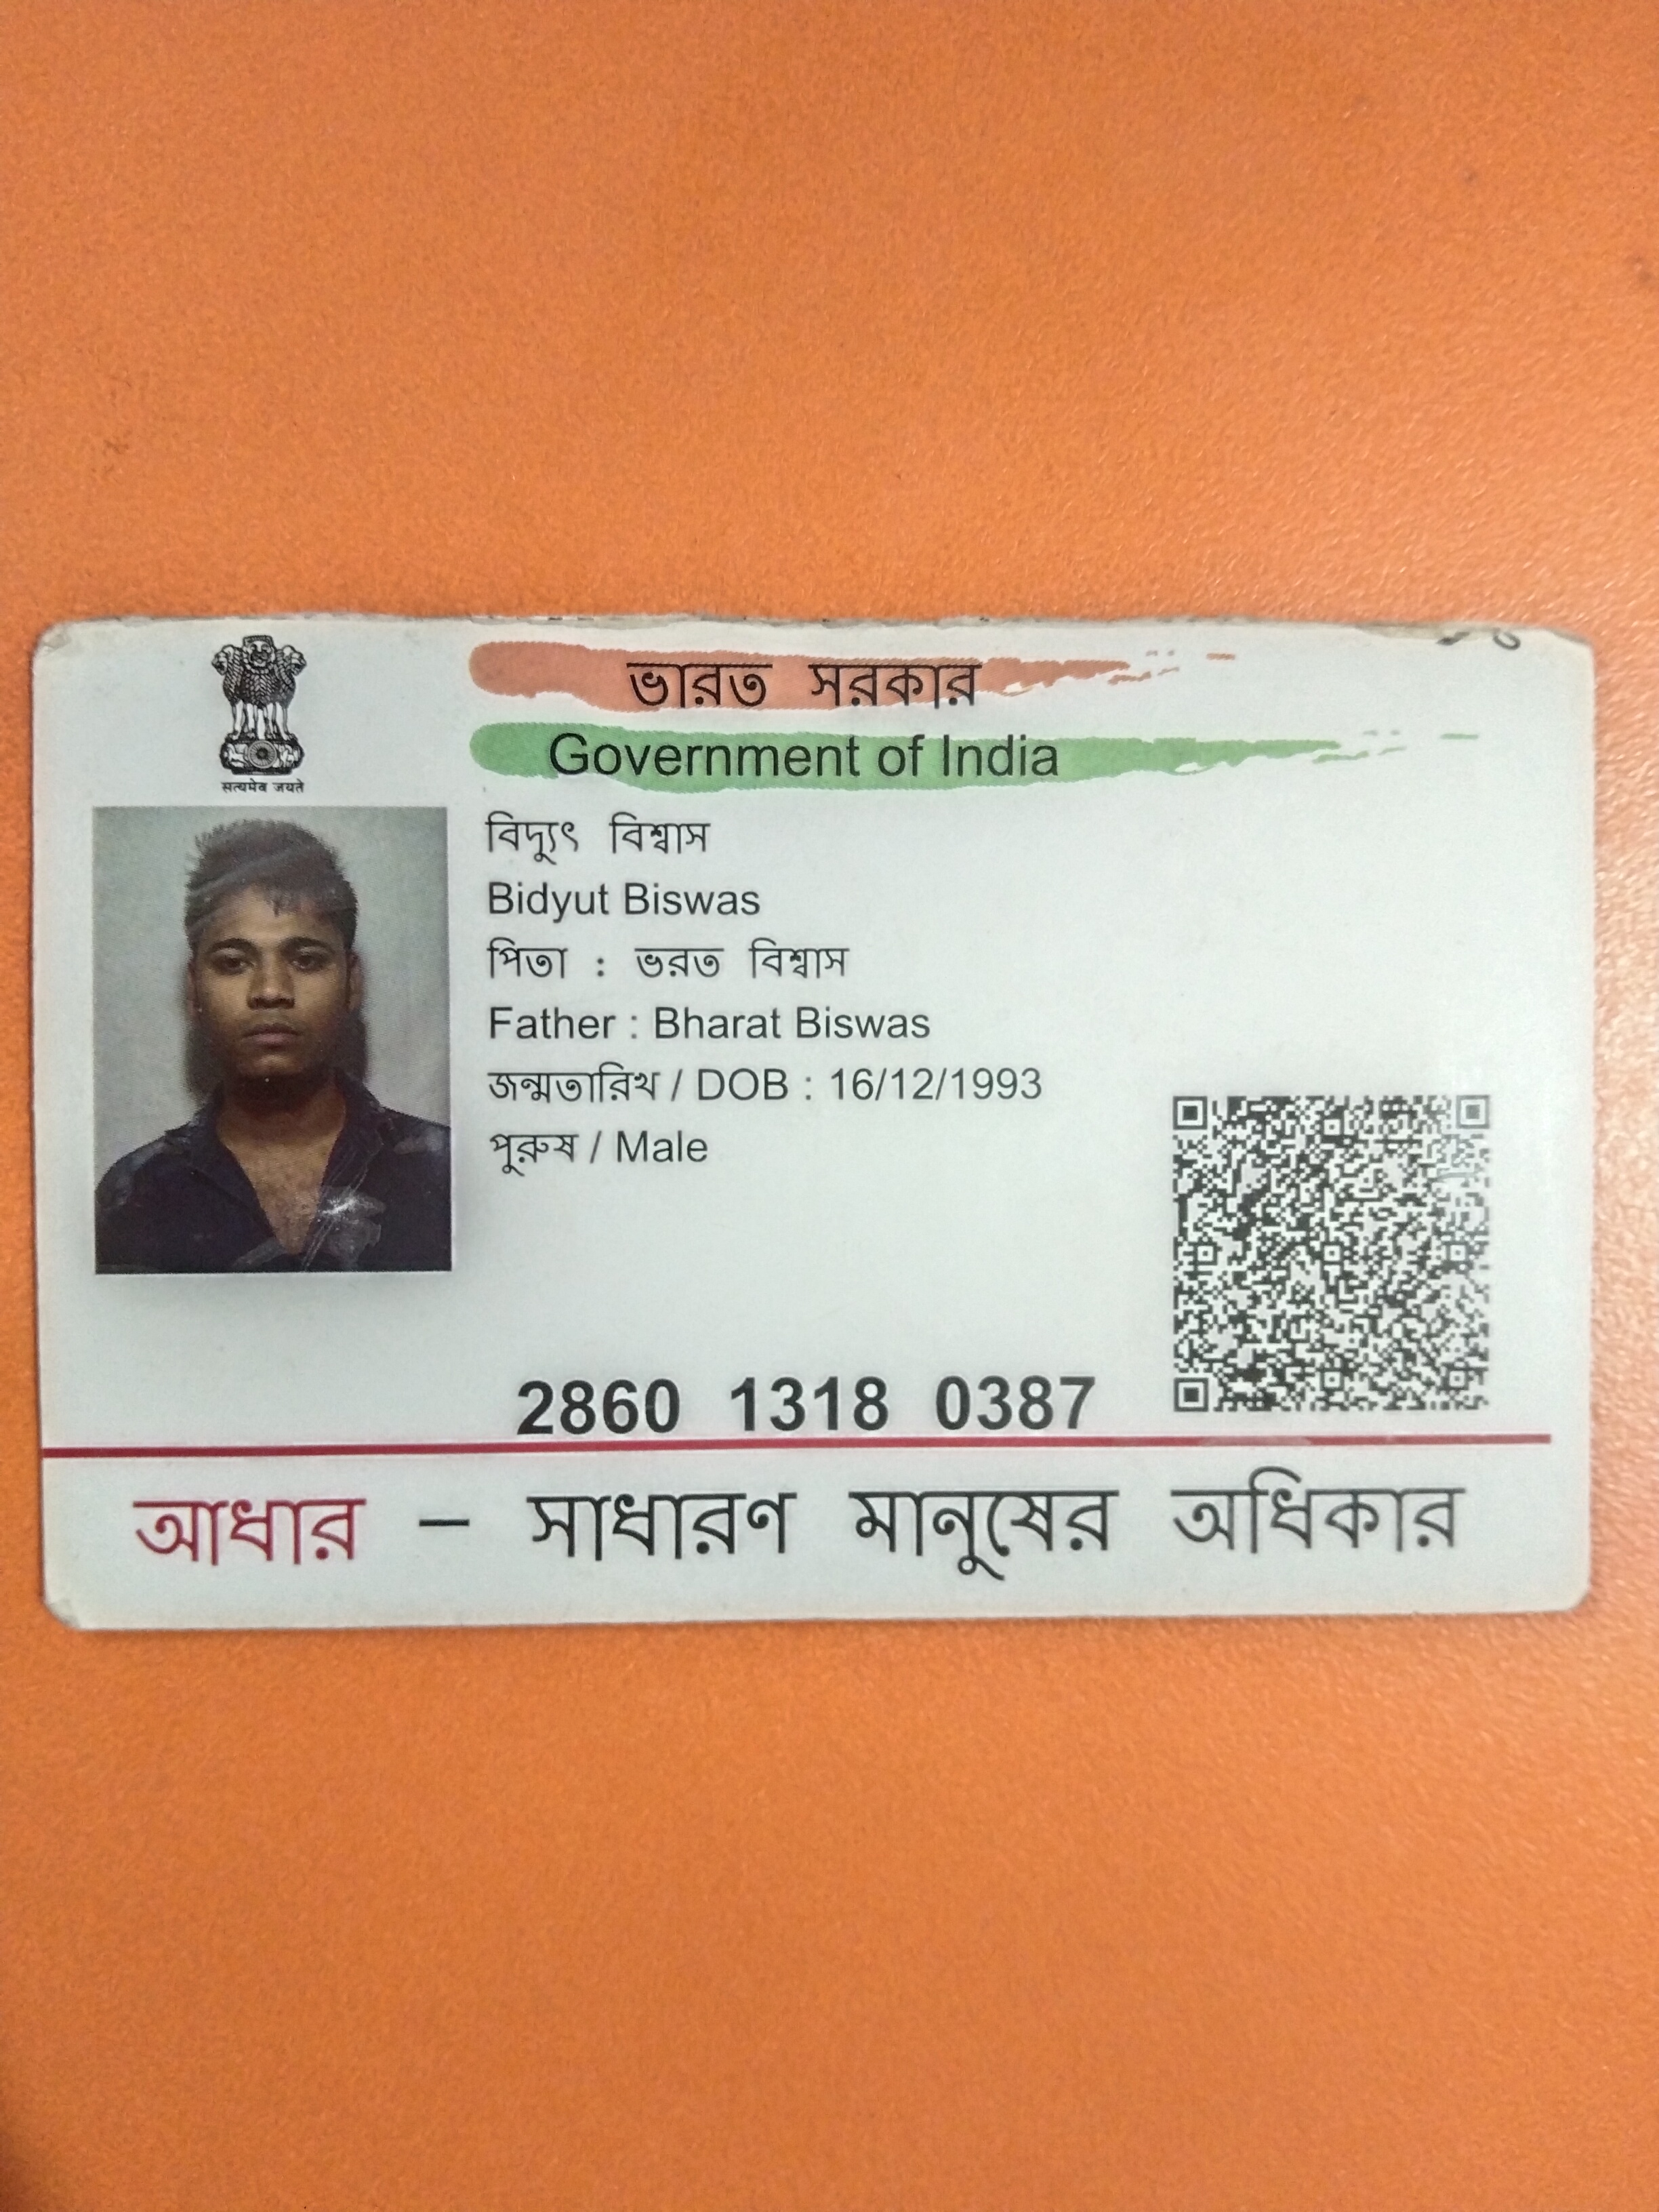 ভারত সরকার
Government of India
सत्यमेव जयते
বিদ্যুৎ বিশ্বাস
Bidyut Biswas
পিতা : ভরত বিশ্বাস
Father : Bharat Biswas
জন্মতারিখ / DOB : 16/12/1993
পুরুষ / Male
2860 1318 0387
আধার – সাধারণ মানুষের অধিকার